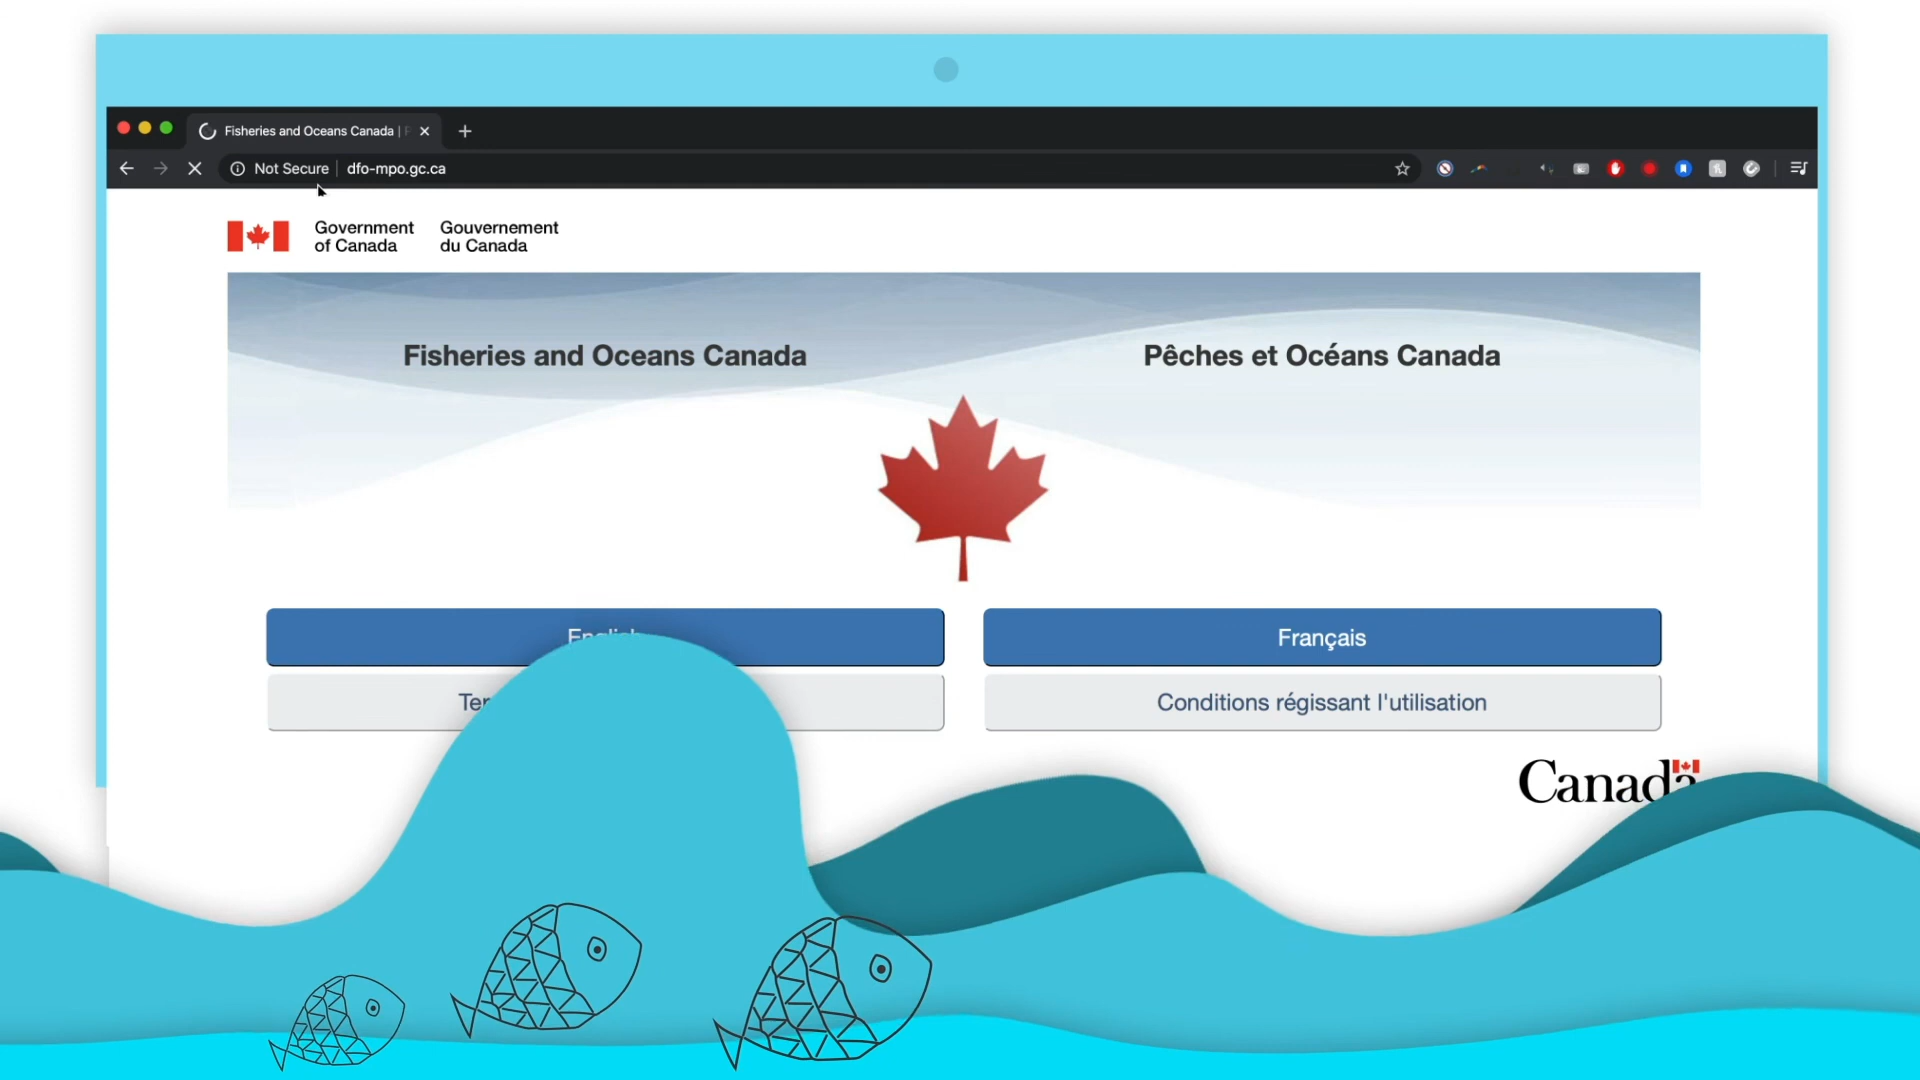 Fisheries and Oceans Canada |
Not Secure dfo-mpo.gc.ca
Government
of Canada
Gouvernement
du Canada
Fisheries and Oceans Canada
Pêches et Océans Canada
English
Français
Conditions régissant l'utilisation
Canada